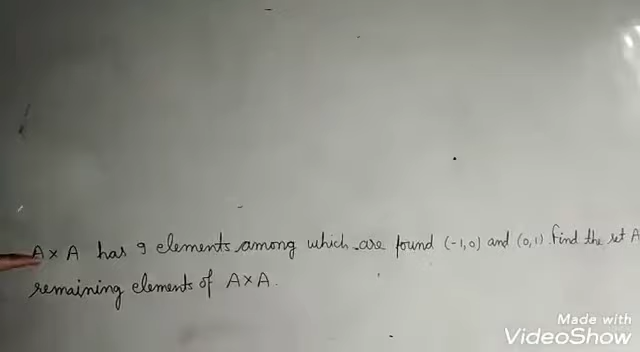 A × A has 9 elements among which are found (-1,0) and (0,1). Find the set A
remaining elements of A×A.
Made with
VideoShow